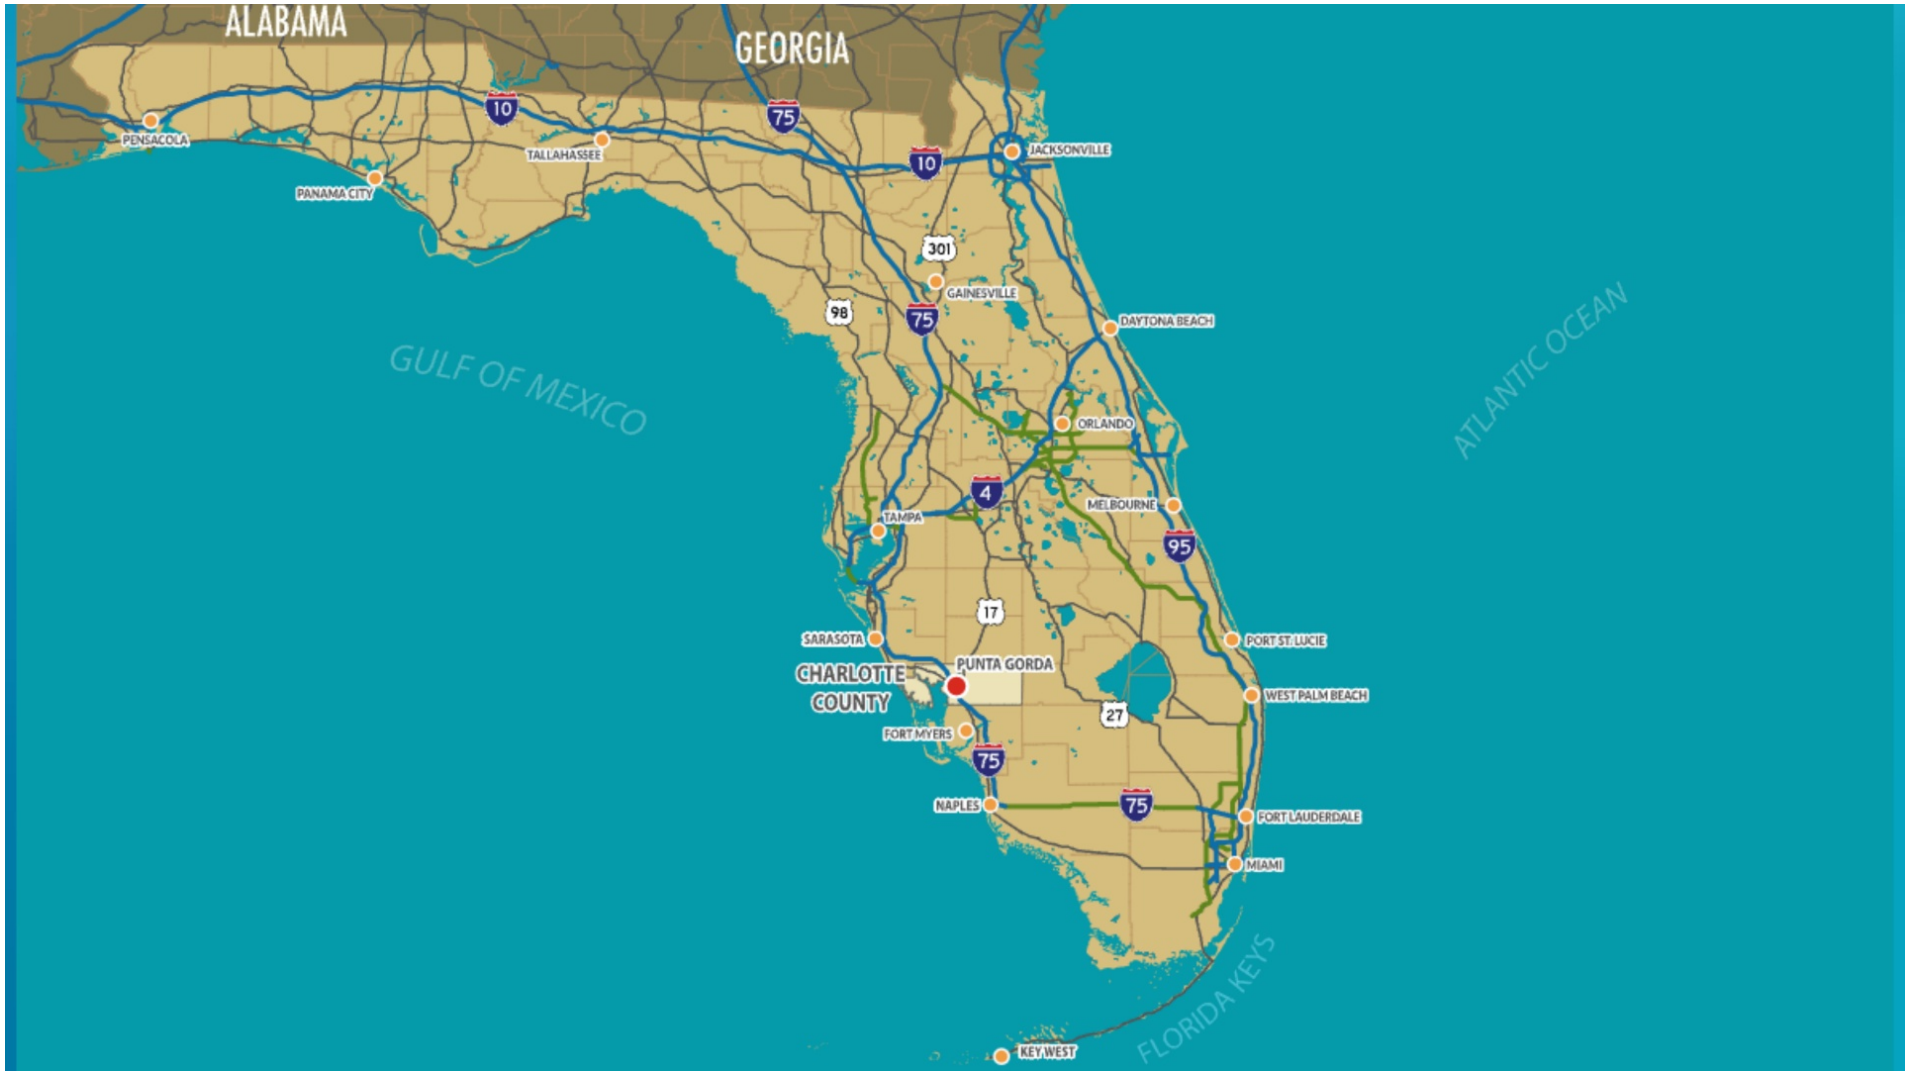 ALABAMA
GEORGIA
10
75
PENSACOLA
TALLAHASSEE
10
JACKSONVILLE
PANAMA CITY
301
GAINESVILLE
98
75
DAYTONA BEACH
GULF OF MEXICO
ATLANTIC OCEAN
ORLANDO
4
MELBOURNE
TAMPA
95
17
SARASOTA
PORT ST. LUCIE
PUNTA GORDA
CHARLOTTE
COUNTY
WEST PALM BEACH
27
FORT MYERS
75
NAPLES
75
FORT LAUDERDALE
MIAMI
FLORIDA KEYS
KEY WEST